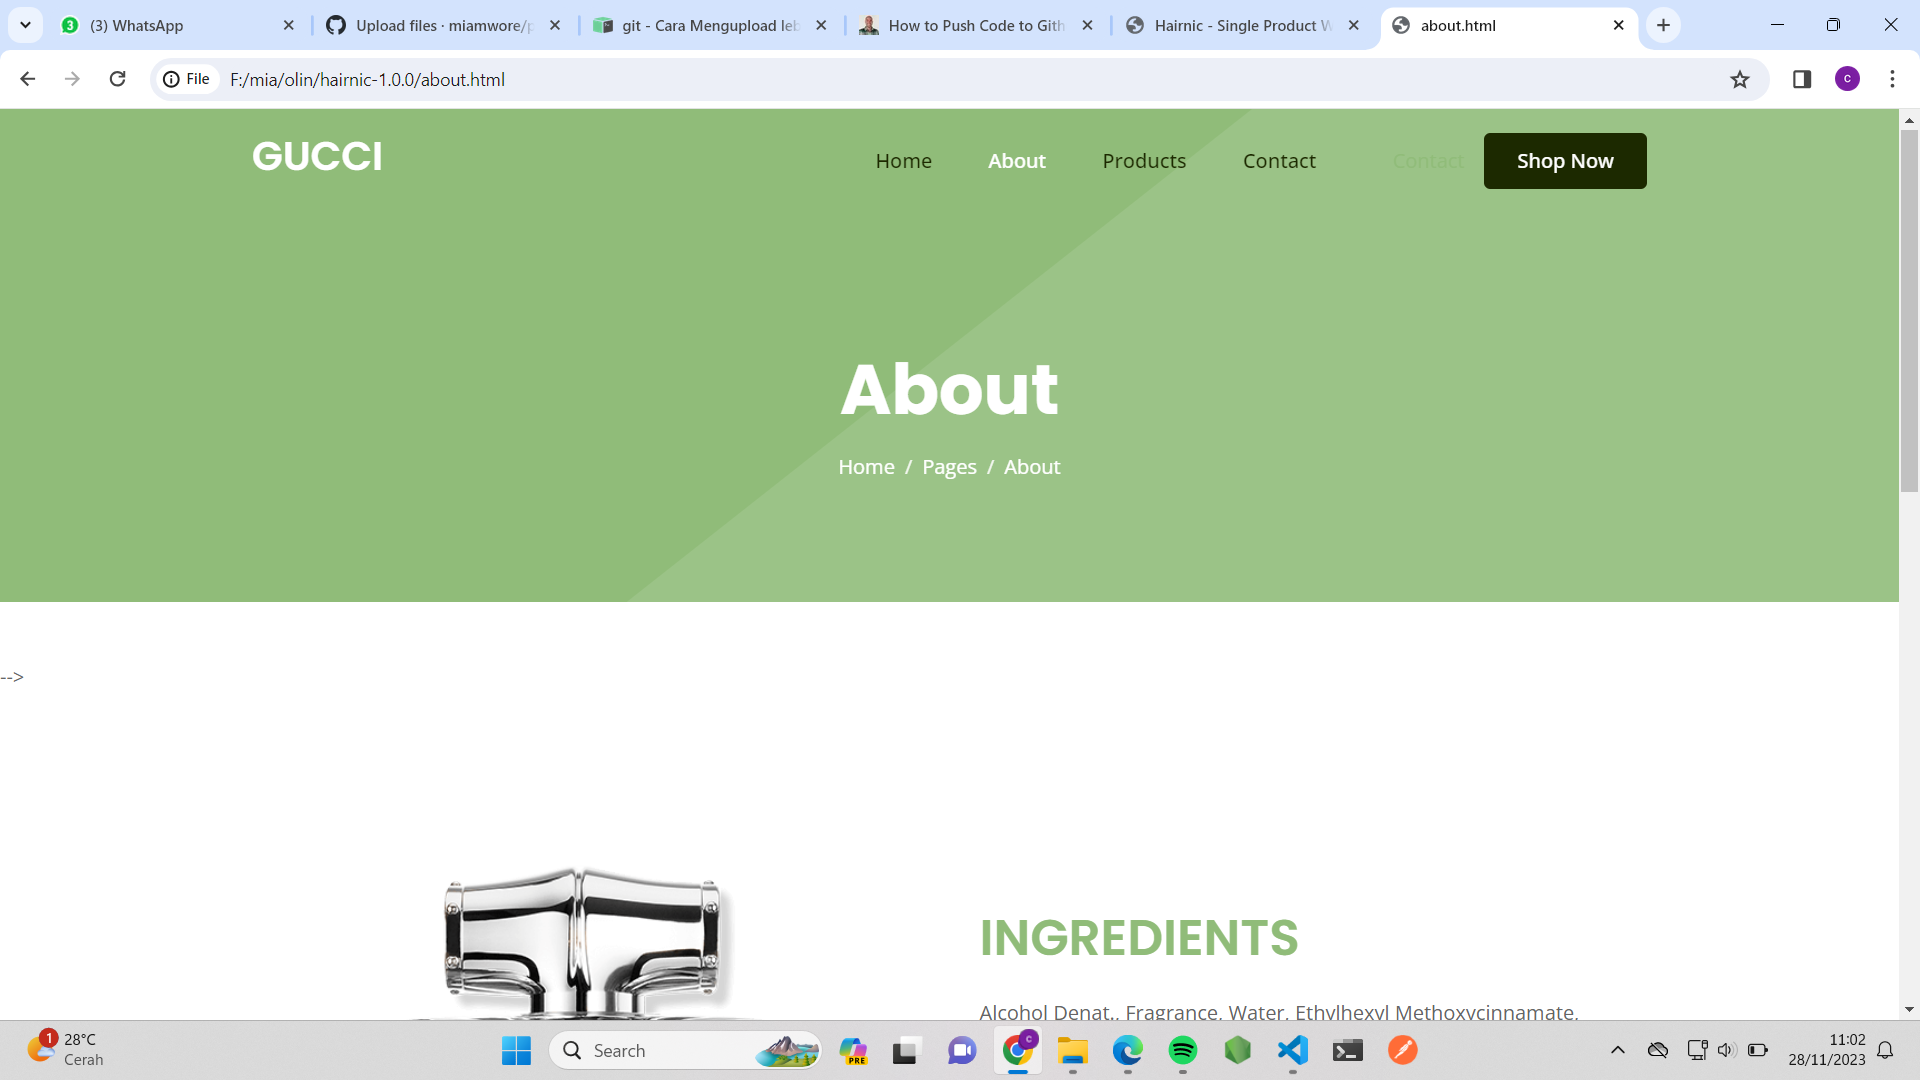 (3) WhatsApp
Upload files · miamwore/p
git - Cara Mengupload leb
How to Push Code to Gith
Hairnic - Single Product W
about.html
File
F:/mia/olin/hairnic-1.0.0/about.html
c
GUCCI
Home
About
Products
Contact
Contact
Shop Now
About
Home / Pages / About
-->
INGREDIENTS
Alcohol Denat., Fragrance, Water, Ethylhexyl Methoxycinnamate,
1
28°C
Cerah
Search
PRE
c
11:02
28/11/2023